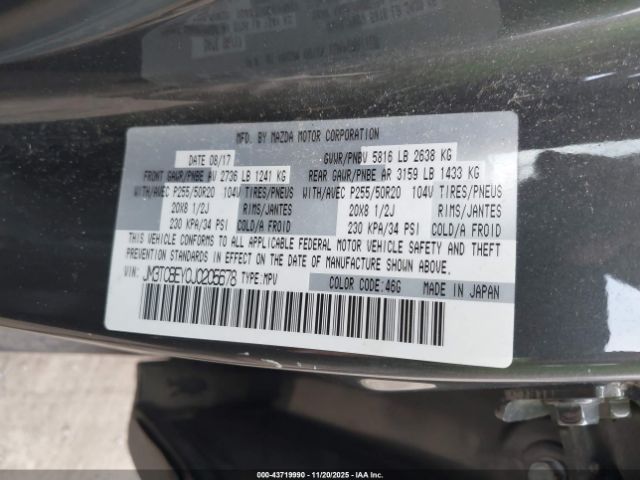 MFD. BY MAZDA MOTOR CORPORATION
DATE 08/17 GVWR/PNBV 5816 LB 2638 KG
FRONT GAWR/PNBE AV 2736 LB 1241 KG REAR GAWR/PNBE AR 3159 LB 1433 KG
WITH/AVEC P255/50R20 104V TIRES/PNEUS WITH/AVEC P255/50R20 104V TIRES/PNEUS
20X8 1/2J RIMS/JANTES 20X8 1/2J RIMS/JANTES
230 KPA/34 PSI COLD/A FROID 230 KPA/34 PSI COLD/A FROID
THIS VEHICLE CONFORMS TO ALL APPLICABLE FEDERAL MOTOR VEHICLE SAFETY AND THEFT
PREVENTION STANDARDS IN EFFECT ON THE DATE OF MANUFACTURE SHOWN ABOVE.
VIN: JM3TCBEY0J0205678 TYPE:MPV COLOR CODE:46G MADE IN JAPAN
000-43719990 - 11/20/2025 - IAAI.com